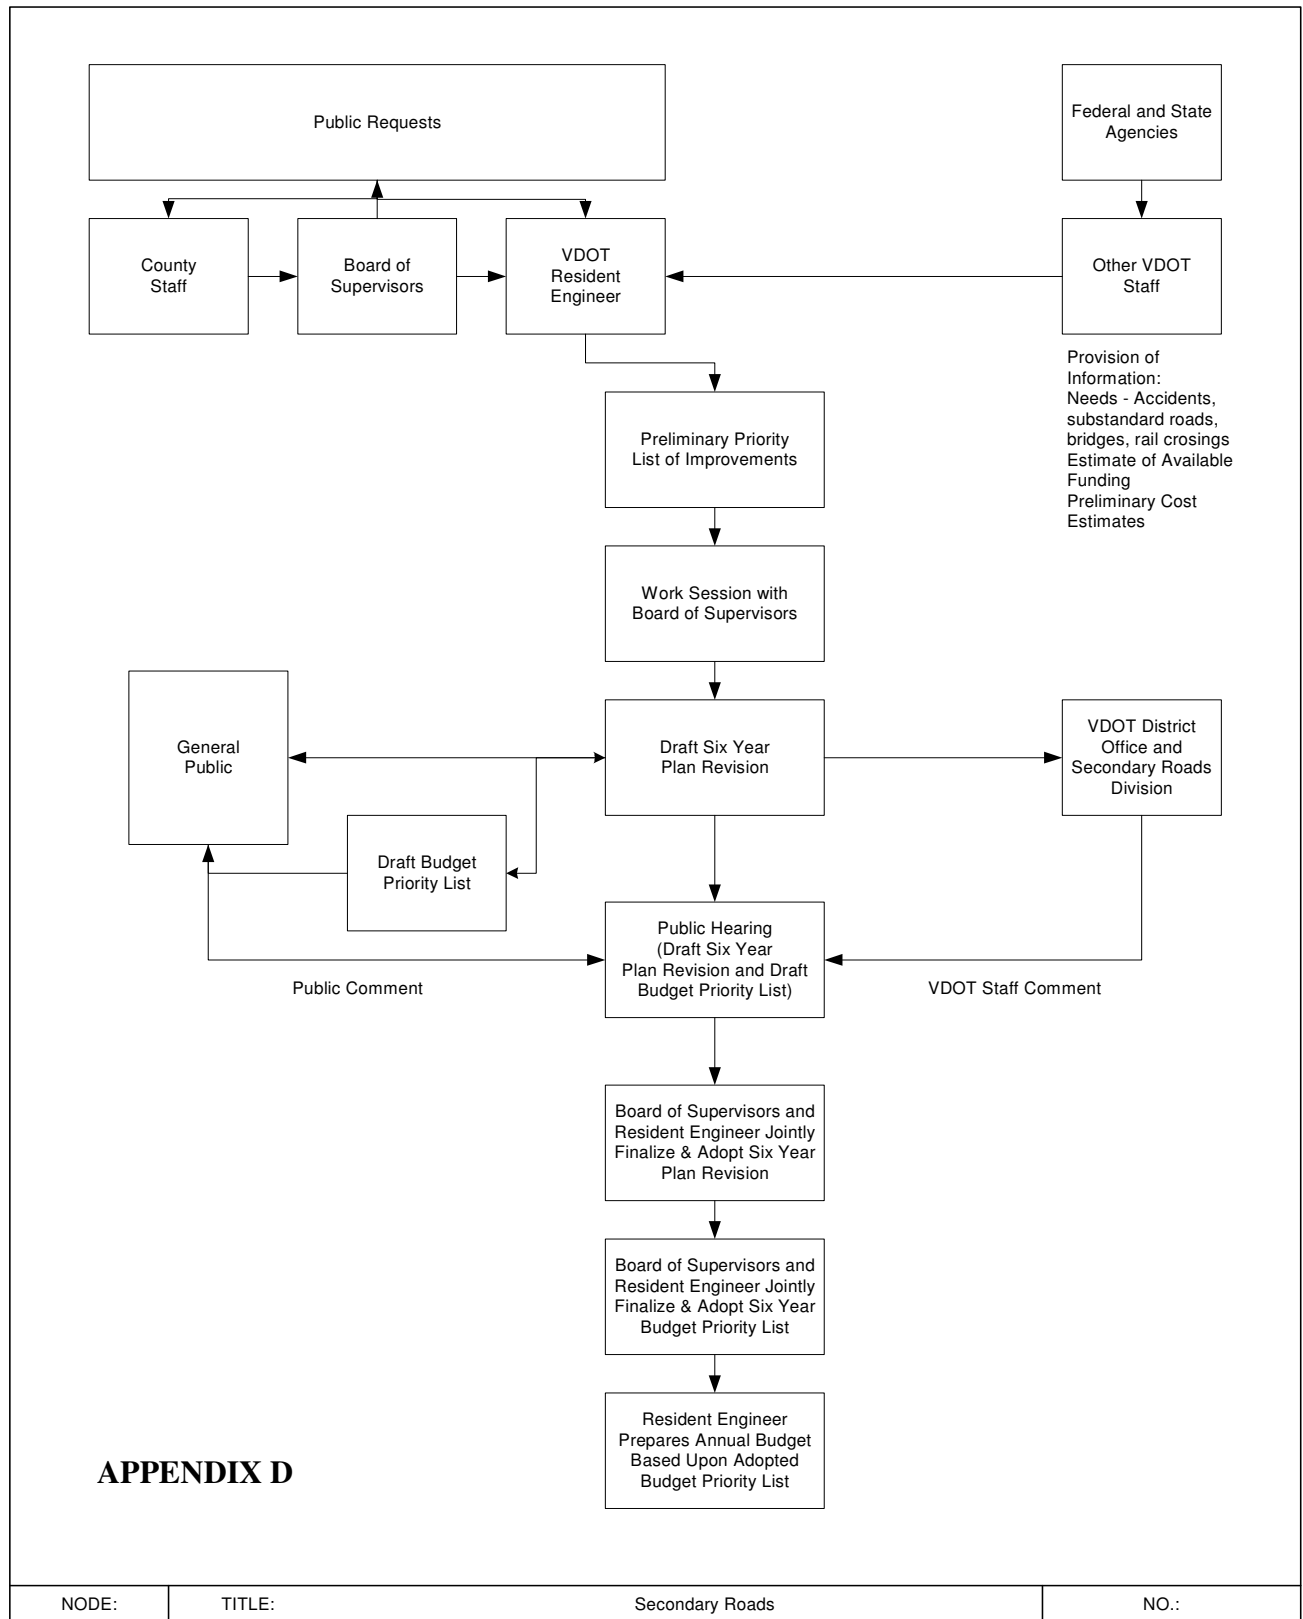 Public Requests
Federal and State
Agencies
County
Staff
Board of
Supervisors
VDOT
Resident
Engineer
Other VDOT
Staff
Provision of
Information:
Needs - Accidents,
substandard roads,
bridges, rail crosings
Estimate of Available
Funding
Preliminary Cost
Estimates
Preliminary Priority
List of Improvements
Work Session with
Board of Supervisors
General
Public
Draft Six Year
Plan Revision
VDOT District
Office and
Secondary Roads
Division
Draft Budget
Priority List
Public Hearing
(Draft Six Year
Plan Revision and Draft
Budget Priority List)
Public Comment
VDOT Staff Comment
Board of Supervisors and
Resident Engineer Jointly
Finalize & Adopt Six Year
Plan Revision
Board of Supervisors and
Resident Engineer Jointly
Finalize & Adopt Six Year
Budget Priority List
Resident Engineer
Prepares Annual Budget
Based Upon Adopted
Budget Priority List
APPENDIX D
NODE: TITLE: Secondary Roads NO.: